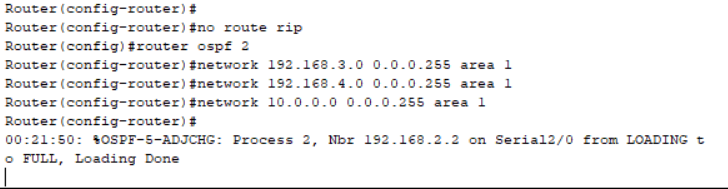 Router(config-router)#
Router(config-router)#no route rip
Router(config)#router ospf 2
Router(config-router)#network 192.168.3.0 0.0.0.255 area 1
Router(config-router)#network 192.168.4.0 0.0.0.255 area 1
Router(config-router)#network 10.0.0.0 0.0.0.255 area 1
Router(config-router)#
00:21:50: %OSPF-5-ADJCHG: Process 2, Nbr 192.168.2.2 on Serial2/0 from LOADING t
o FULL, Loading Done